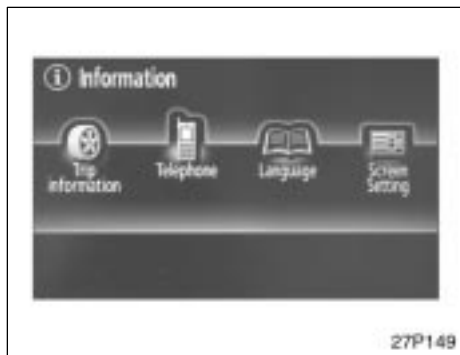 i Information
Trip information
Telephone
Language
Screen Setting
27P149